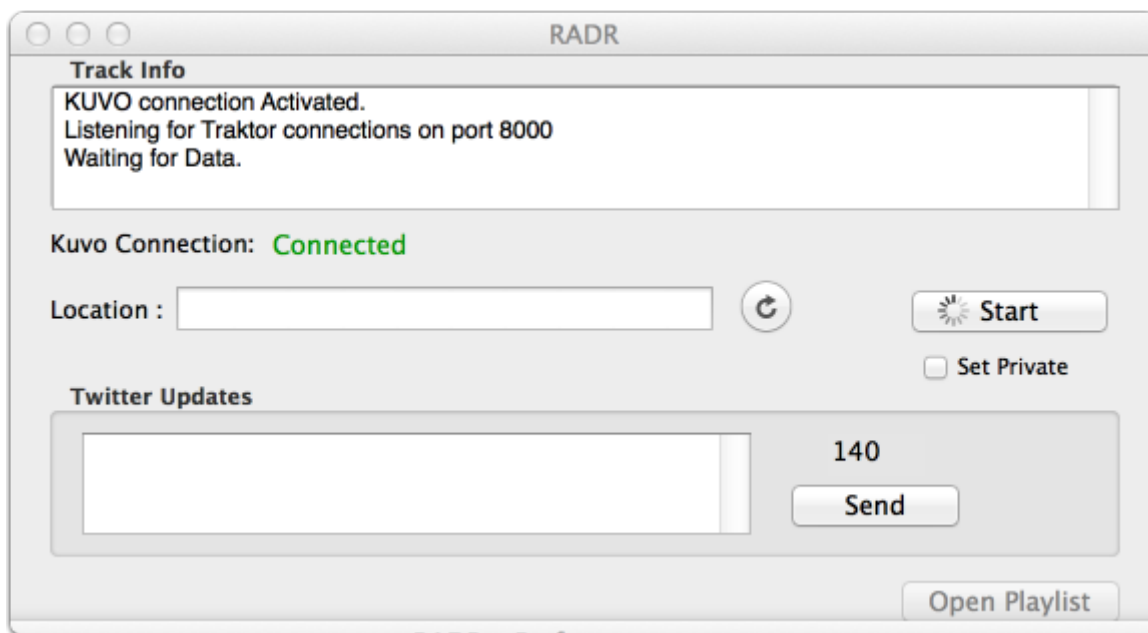 RADR
Track Info
KUVO connection Activated.
Listening for Traktor connections on port 8000
Waiting for Data.
Kuvo Connection: Connected
Location :
Start
Set Private
Twitter Updates
140
Send
Open Playlist